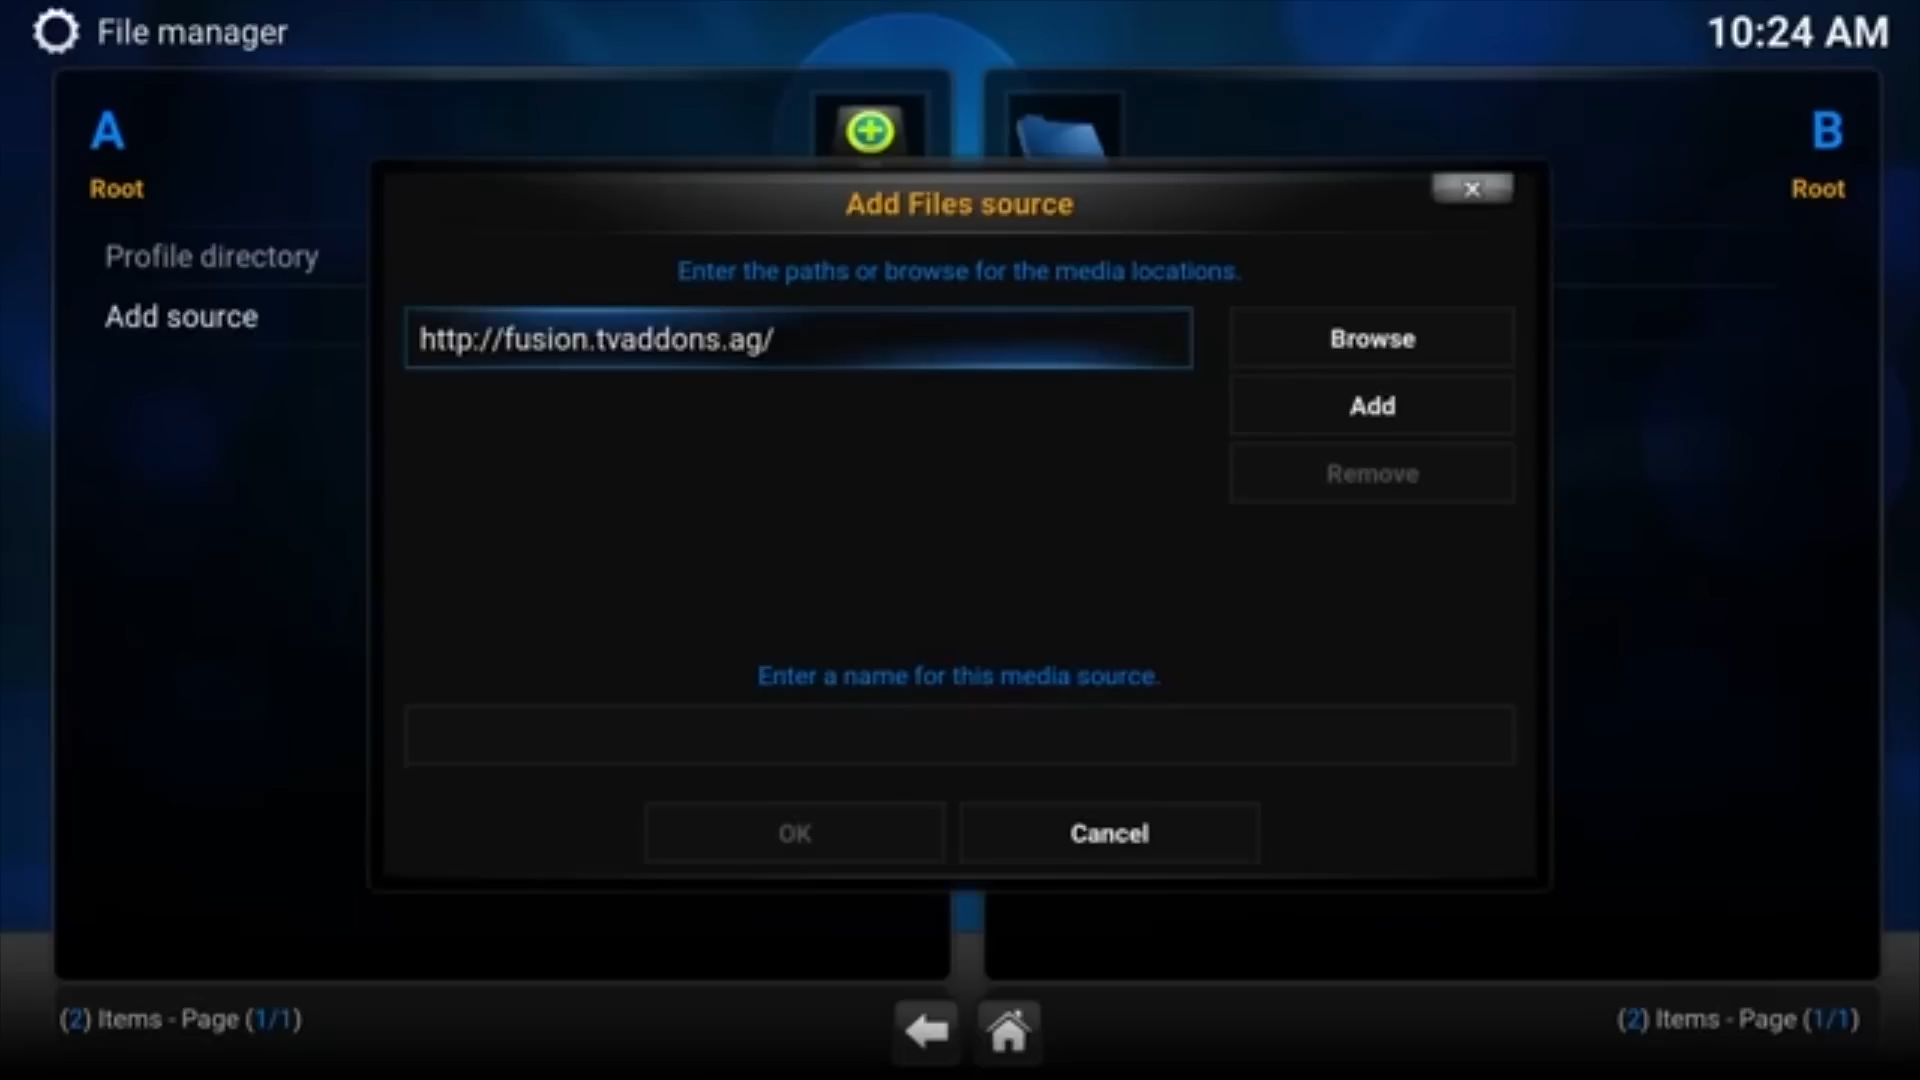 File manager
10:24 AM
A
B
Root
Root
Add Files source
Profile directory
Enter the paths or browse for the media locations.
Add source
http://fusion.tvaddons.ag/
Browse
Add
Remove
Enter a name for this media source.
OK
Cancel
(2) Items - Page (1/1)
(2) Items - Page (1/1)